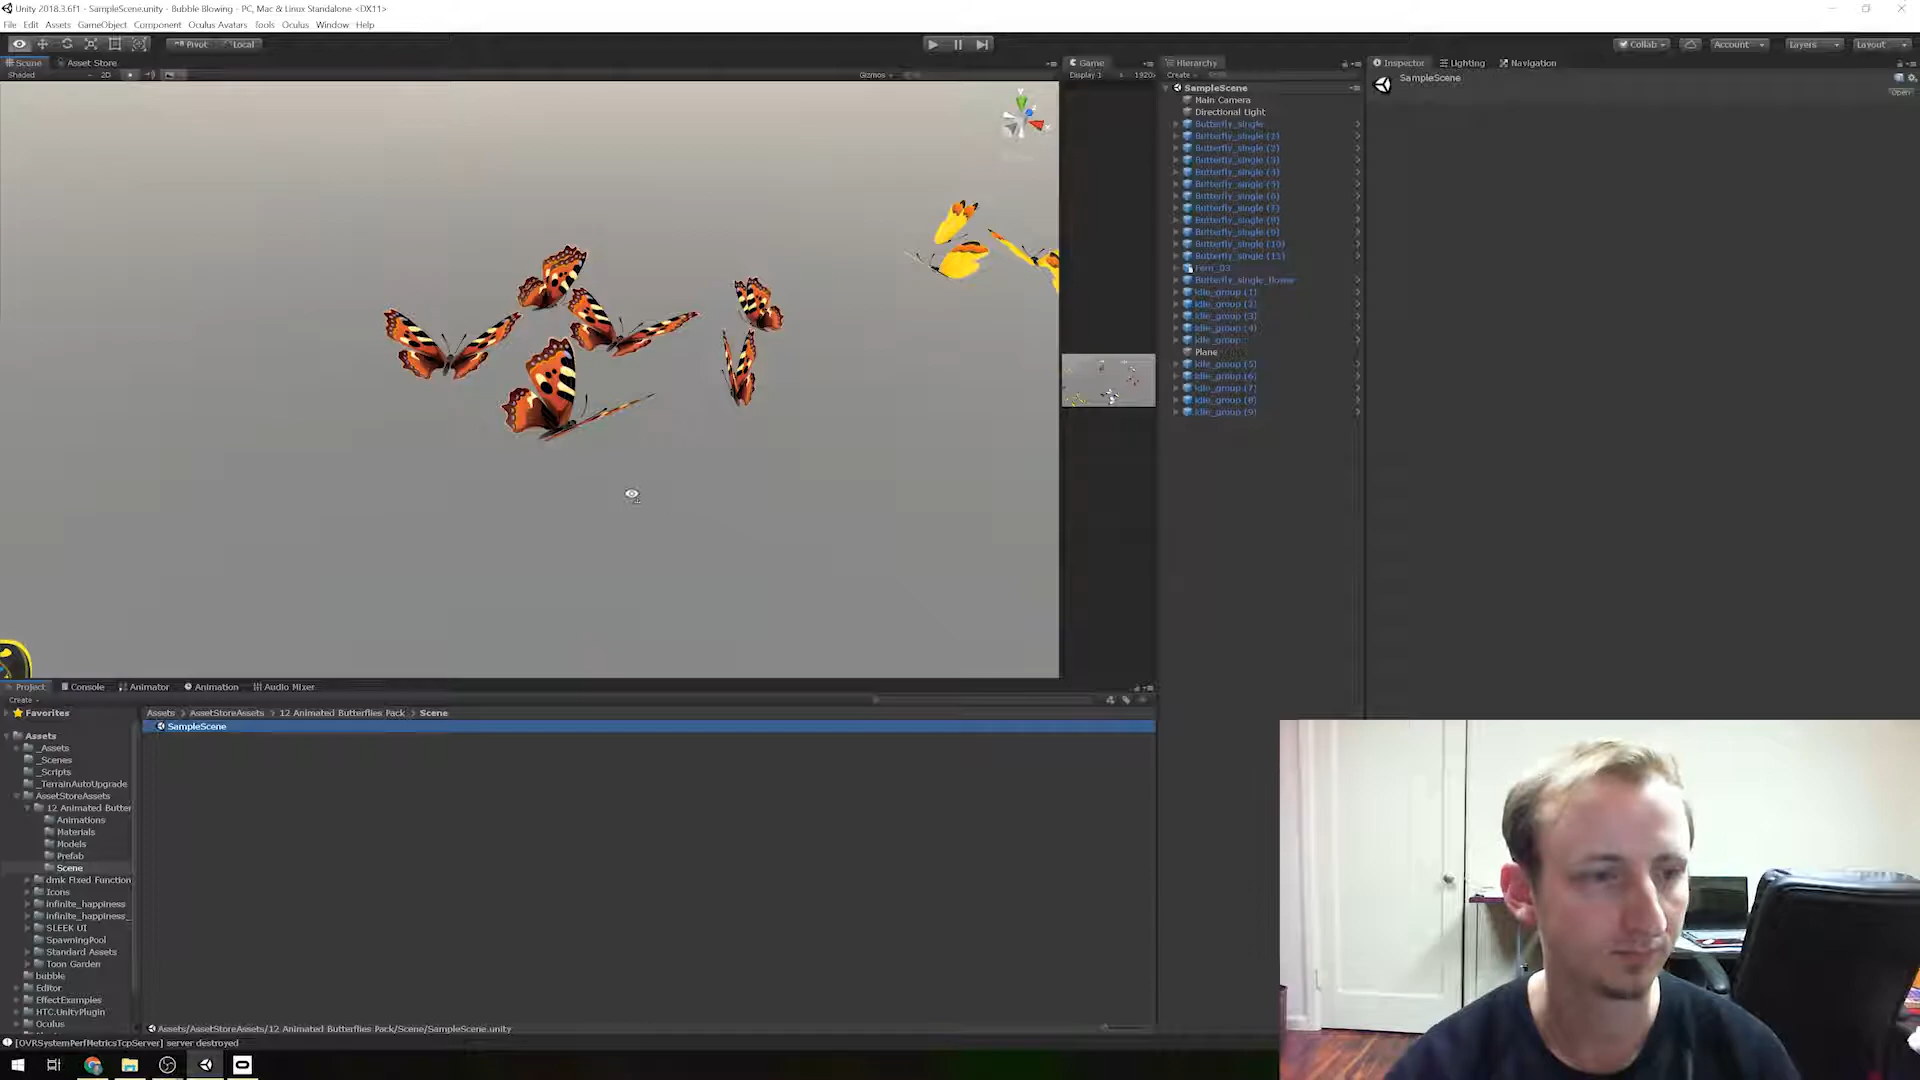 Unity 2018.3.6f1 - SampleScene.unity - Bubble Blowing - PC, Mac & Linux Standalone <DX11>
File Edit Assets GameObject Component Oculus Avatars Tools Oculus Window Help
Pivot Local Collab Account Layers Layout
Scene Asset Store Game Hierarchy Inspector Lighting Navigation
Shaded 2D Gizmos Display 1 1920 Create
SampleScene
Open
SampleScene
Main Camera
Directional Light
Butterfly_single
Butterfly_single (1)
Butterfly_single (2)
Butterfly_single (3)
Butterfly_single (4)
Butterfly_single (5)
Butterfly_single (6)
Butterfly_single (7)
Butterfly_single (8)
Butterfly_single (9)
Butterfly_single (10)
Butterfly_single (11)
Fern_03
Butterfly_single_flower
Idle_group (1)
Idle_group (2)
Idle_group (3)
Idle_group (4)
Idle_group
Plane
Idle_group (5)
Idle_group (6)
Idle_group (7)
Idle_group (8)
Idle_group (9)
Project Console Animator Animation Audio Mixer
Create
Favorites
Assets AssetStoreAssets 12 Animated Butterflies Pack Scene
SampleScene
Assets
_Assets
_Scenes
_Scripts
_TerrainAutoUpgrade
AssetStoreAssets
12 Animated Butter
Animations
Materials
Models
Prefab
Scene
dmk Fixed Function
Icons
infinite_happiness
infinite_happiness_
SLEEK UI
SpawningPool
Standard Assets
Toon Garden
bubble
Editor
EffectExamples
HTC.UnityPlugin
Oculus
Assets/AssetStoreAssets/12 Animated Butterflies Pack/Scene/SampleScene.unity
[OVRSystemPerfMetricsTcpServer] server destroyed